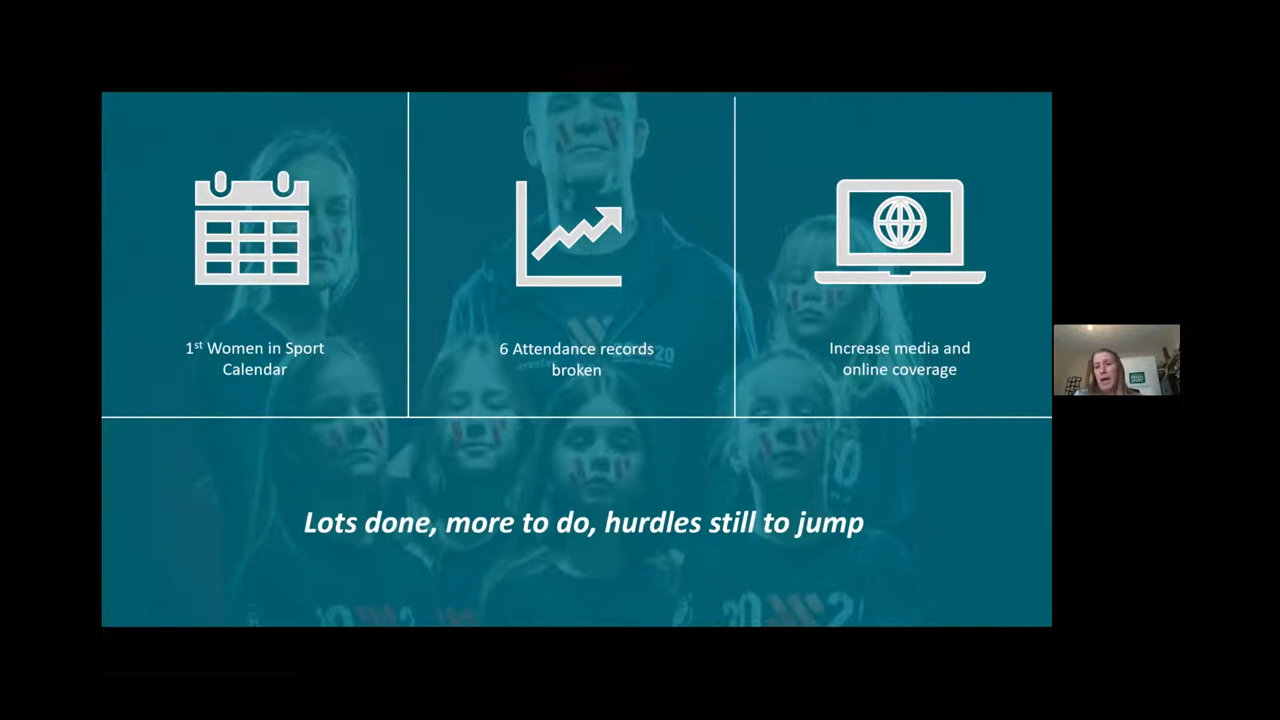 1st Women in Sport
Calendar
6 Attendance records
broken
Increase media and
online coverage
Lots done, more to do, hurdles still to jump